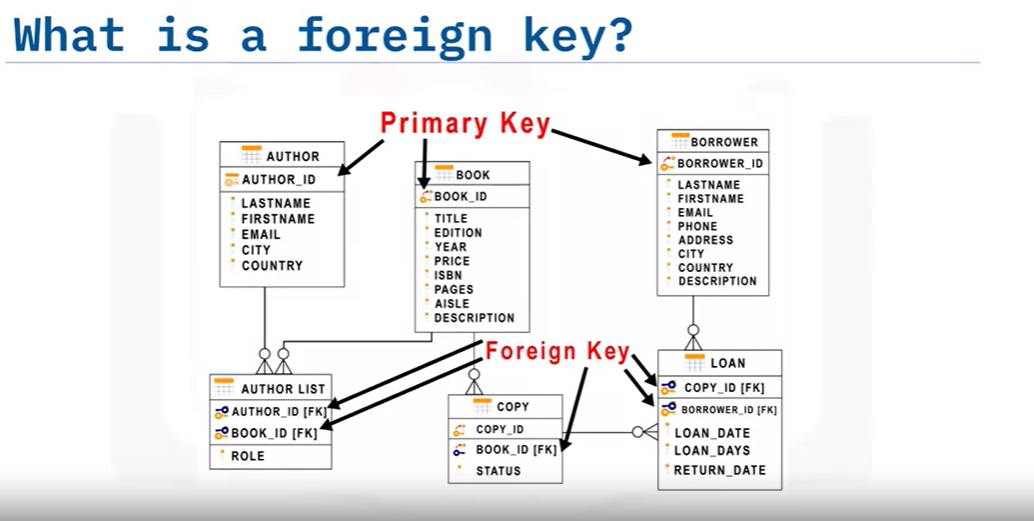 What is a foreign key?
Primary Key
AUTHOR
AUTHOR_ID
LASTNAME
FIRSTNAME
EMAIL
CITY
COUNTRY
BOOK
BOOK_ID
TITLE
EDITION
YEAR
PRICE
ISBN
PAGES
AISLE
DESCRIPTION
BORROWER
BORROWER_ID
LASTNAME
FIRSTNAME
EMAIL
PHONE
ADDRESS
CITY
COUNTRY
DESCRIPTION
Foreign Key
AUTHOR LIST
AUTHOR_ID [FK]
BOOK_ID [FK]
ROLE
COPY
COPY_ID
BOOK_ID [FK]
STATUS
LOAN
COPY_ID [FK]
BORROWER_ID [FK]
LOAN_DATE
LOAN_DAYS
RETURN_DATE